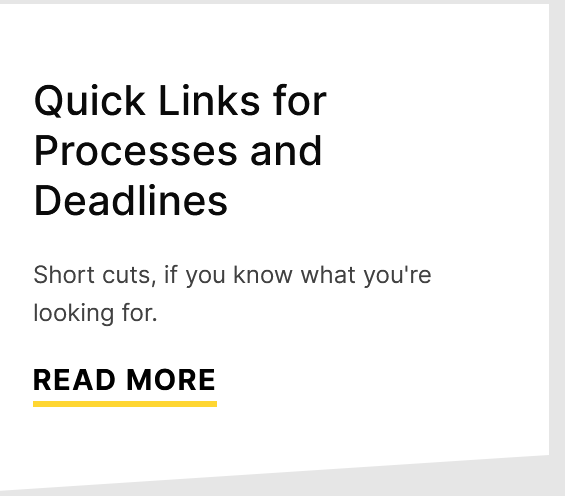 Quick Links for
Processes and
Deadlines
Short cuts, if you know what you're
looking for.
READ MORE